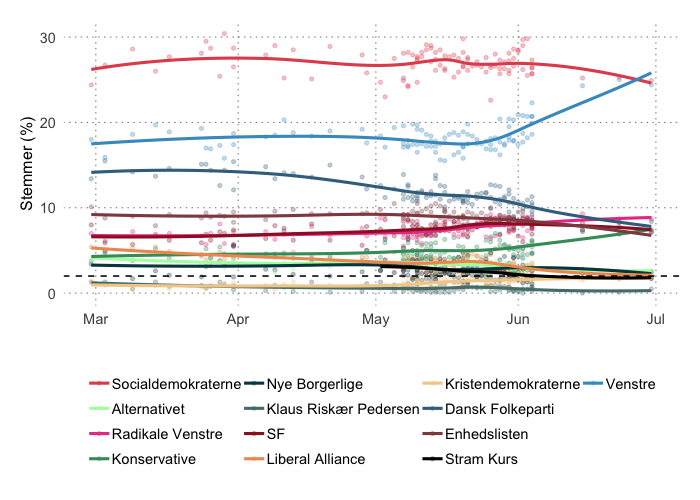 30
20
10
0
Stemmer (%)
Mar Apr May Jun Jul
Socialdemokraterne Nye Borgerlige Kristendemokraterne Venstre
Alternativet Klaus Riskær Pedersen Dansk Folkeparti
Radikale Venstre SF Enhedslisten
Konservative Liberal Alliance Stram Kurs